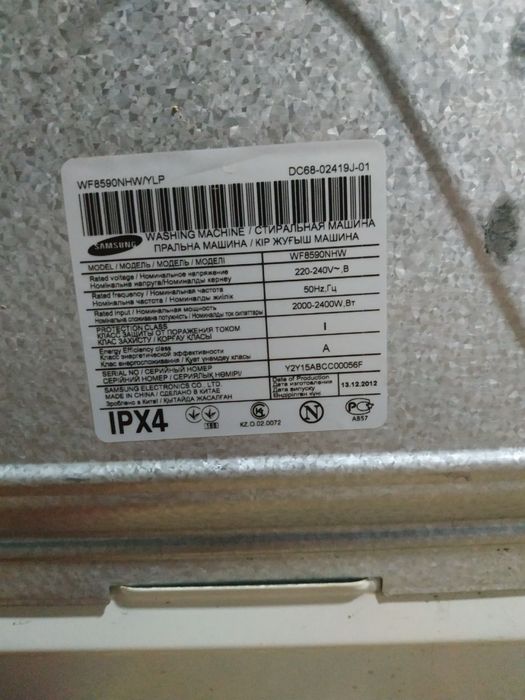 WF8590NHW/YLP DC68-02419J-01
SAMSUNG
WASHING MACHINE / СТИРАЛЬНАЯ МАШИНА
ПРАЛЬНА МАШИНА / КІР ЖУҒЫШ МАШИНА
MODEL / МОДЕЛЬ / МОДЕЛЬ / МОДЕЛІ WF8590NHW
Rated voltage / Номинальное напряжение
Номінальна напруга/Номиналды кернеу 220-240V~,В
Rated frequency / Номинальная частота
Номінальна частота / Номиналды жиілік 50Hz,Гц
Rated Input / Номинальная мощность
Номінальна споживана потужність / Номиналды ток сипаттары 2000-2400W,Вт
PROTECTION CLASS
КЛАСС ЗАЩИТЫ ОТ ПОРАЖЕНИЯ ТОКОМ
КЛАС ЗАХИСТУ / ҚОРҒАУ КЛАСЫ I
Energy Efficiency class
Класс энергетической эффективности
Клас енергоспоживання / Қуат үнемдеу классы A
SERIAL NO / СЕРИЙНЫЙ НОМЕР
СЕРІЙНИЙ НОМЕР / СЕРИЯЛЫҚ НӨМІРІ Y2Y15ABCC00056F
SAMSUNG ELECTRONICS CO., LTD.
MADE IN CHINA / СДЕЛАНО В КИТАЕ
Зроблено в Китаї / ҚЫТАЙДА ЖАСАЛҒАН
Date of Production
Дата изготовления
Дата випуску
Өндірілген күні 13.12.2012
IPX4
KZ.O.02.0072
АВ57